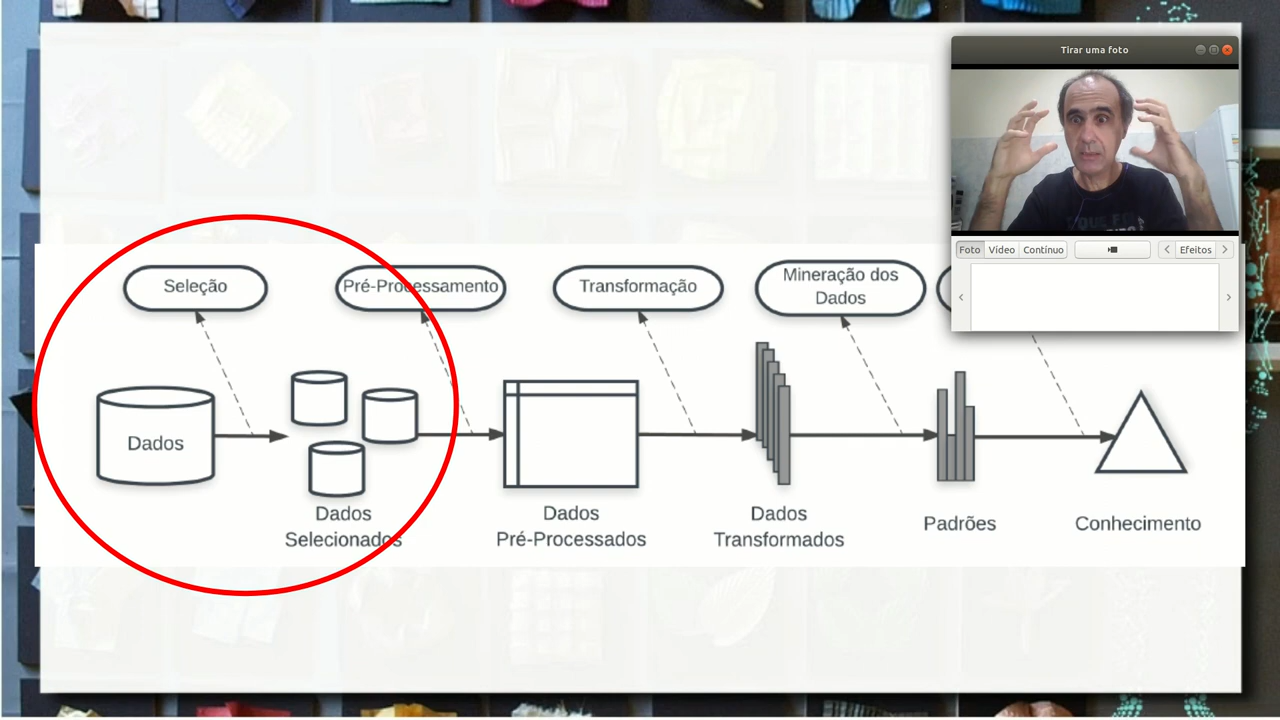 Tirar uma foto
Foto
Vídeo
Contínuo
Efeitos
Seleção
Pré-Processamento
Transformação
Mineração dos
Dados
Dados
Dados
Selecionados
Dados
Pré-Processados
Dados
Transformados
Padrões
Conhecimento